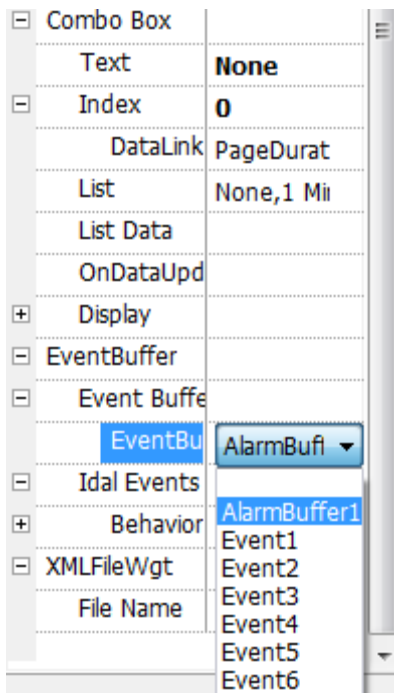 Combo Box
Text None
Index 0
DataLink PageDurat
List None,1 Mi
List Data
OnDataUpd
Display
EventBuffer
Event Buffe
EventBu AlarmBuf
Idal Events
AlarmBuffer1
Behavior
Event1
XMLFileWgt
Event2
Event3
File Name
Event4
Event5
Event6